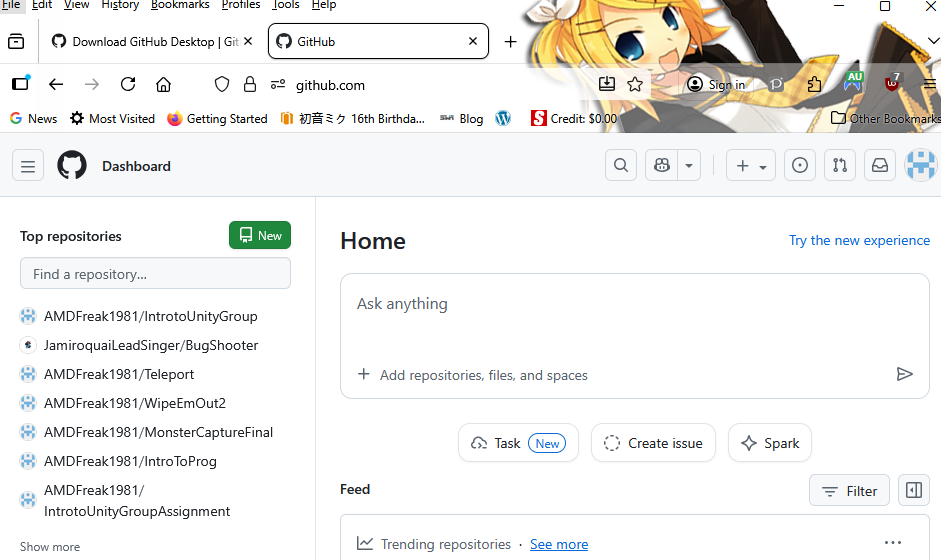 File Edit View History Bookmarks Profiles Tools Help
Download GitHub Desktop | Git
GitHub
github.com
Sign in
AU
7
News Most Visited Getting Started 初音ミク 16th Birthda... Blog Credit: $0.00 Other Bookmarks
Dashboard
Top repositories
New
Find a repository...
AMDFreak1981/IntrotoUnityGroup
JamiroquaiLeadSinger/BugShooter
AMDFreak1981/Teleport
AMDFreak1981/WipeEmOut2
AMDFreak1981/MonsterCaptureFinal
AMDFreak1981/IntroToProg
AMDFreak1981/
IntrotoUnityGroupAssignment
Show more
Home
Try the new experience
Ask anything
Add repositories, files, and spaces
Task New Create issue Spark
Feed
Filter
Trending repositories · See more